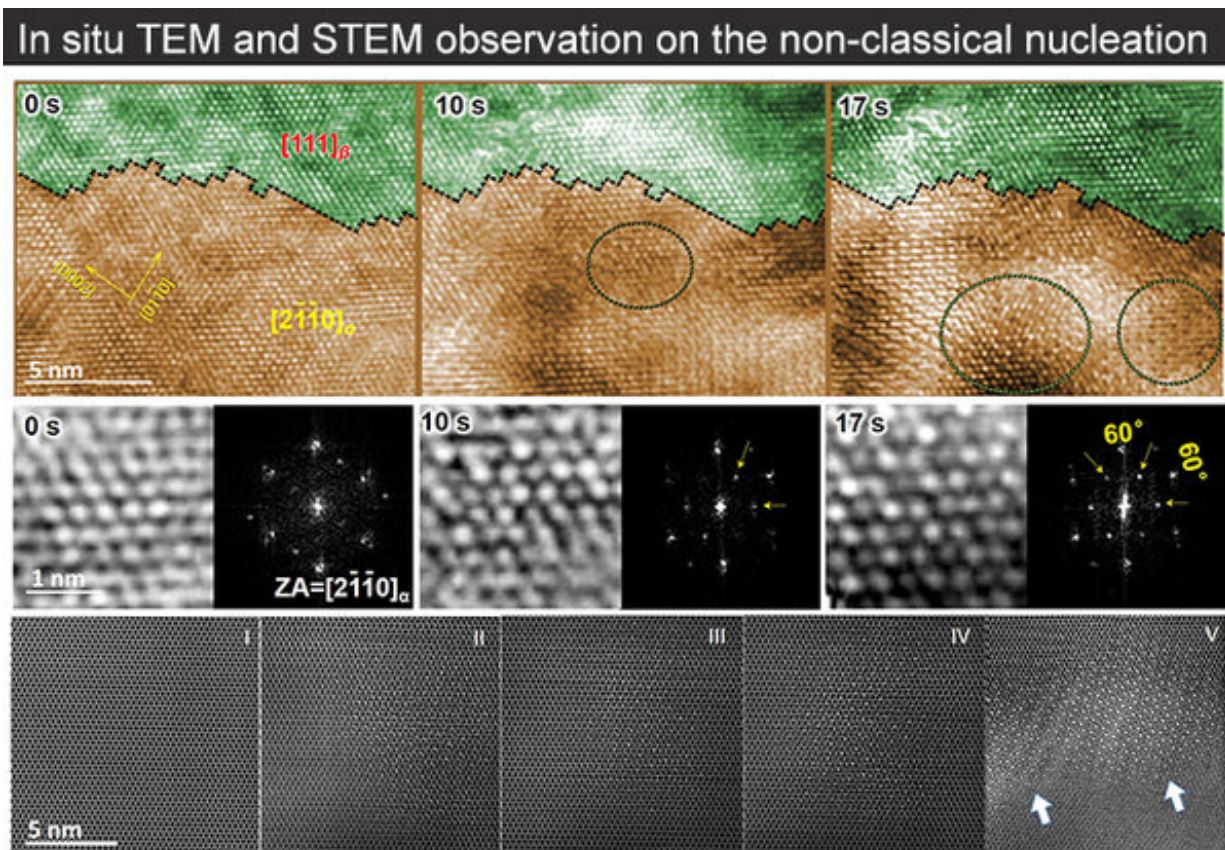 In situ TEM and STEM observation on the non-classical nucleation
0 s
10 s
17 s
[111]β
[0002]
[01̄10]
[21̄1̄0]α
5 nm
0 s
10 s
17 s
60°
60°
1 nm
ZA=[21̄1̄0]α
I
II
III
IV
V
5 nm